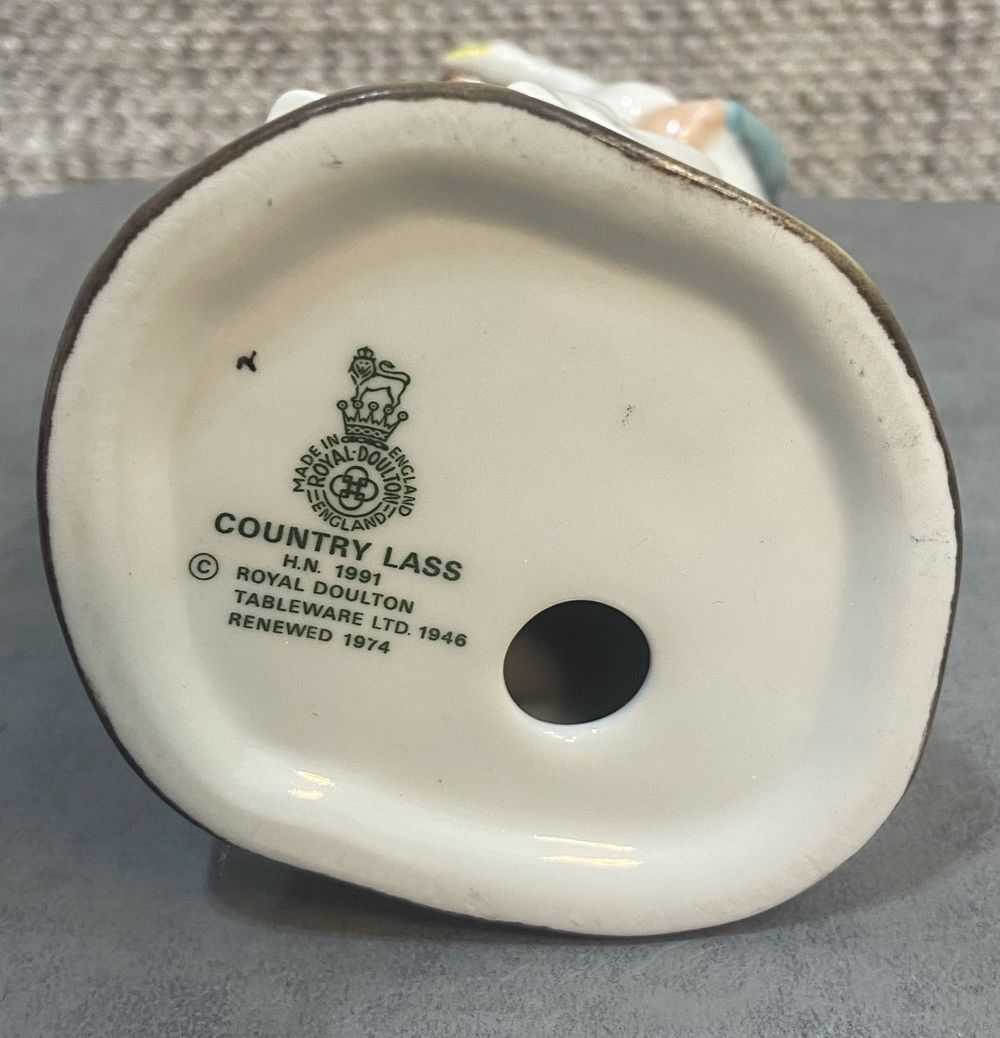 MADE IN ENGLAND
ROYAL · DOULTON
ENGLAND
COUNTRY LASS
H.N. 1991
© ROYAL DOULTON
TABLEWARE LTD. 1946
RENEWED 1974